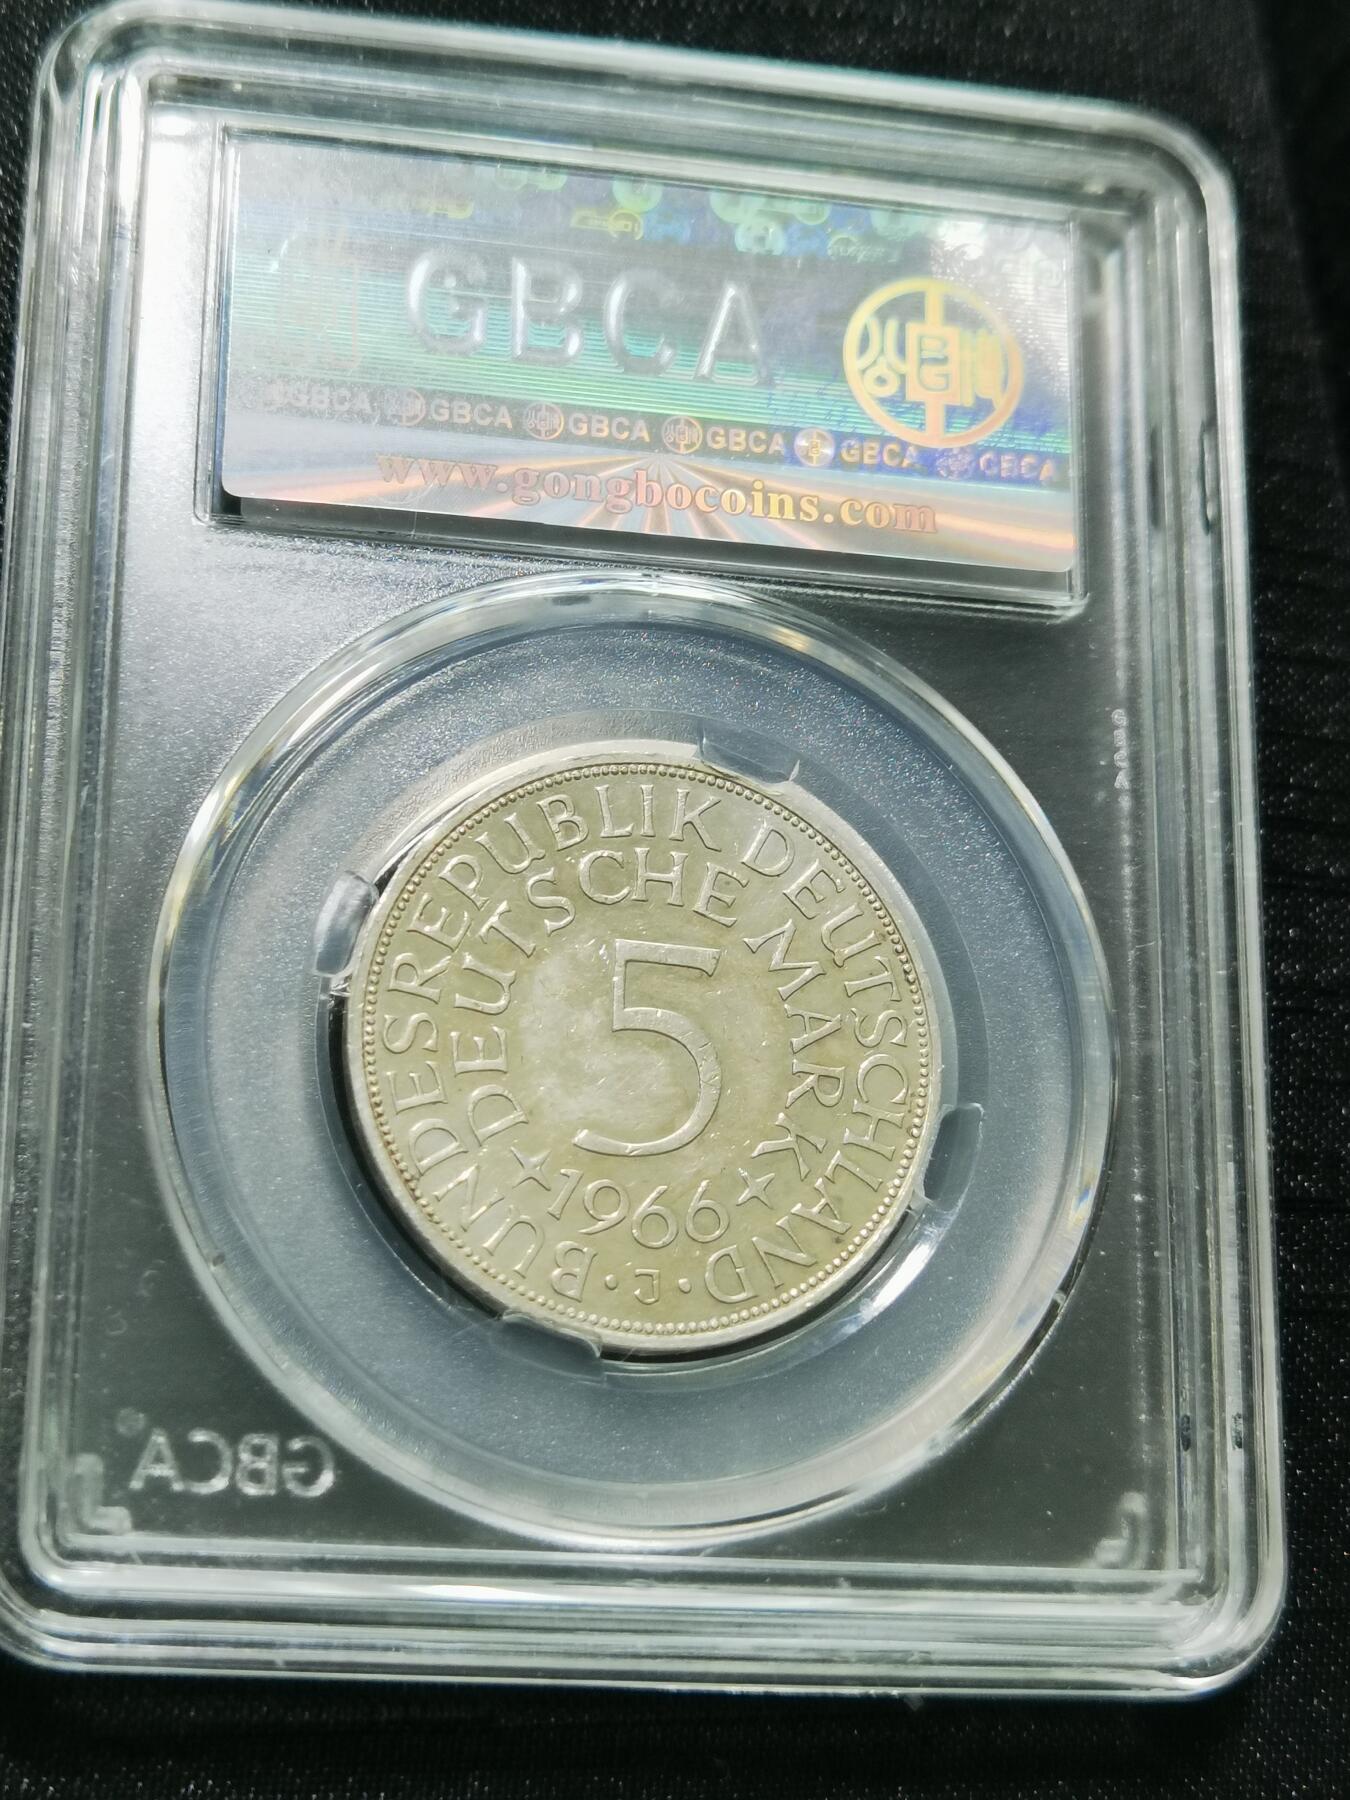 GBCA
GBCA GBCA GBCA GBCA GBCA GBCA
www.gongbocoins.com
BUNDESREPUBLIK DEUTSCHLAND
DEUTSCHE MARK
5
1966
· J ·
GBCA®